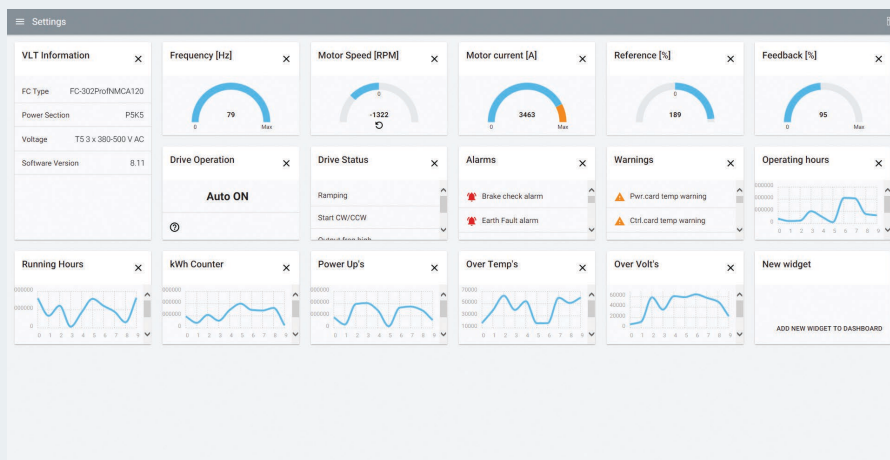 Settings
VLT Information
FC Type FC-302ProfNMCA120
Power Section P5K5
Voltage T5 3 x 380-500 V AC
Software Version 8.11
Frequency [Hz]
79
0 Max
Motor Speed [RPM]
0
-1322
Motor current [A]
3463
0 Max
Reference [%]
0
189
Feedback [%]
95
0 Max
Drive Operation
Auto ON
Drive Status
Ramping
Start CW/CCW
Output freq high
Alarms
Brake check alarm
Earth Fault alarm
Warnings
Pwr.card temp warning
Ctrl.card temp warning
Operating hours
0
0 1 2 3 4 5 6 7 8 9
Running Hours
0
0 1 2 3 4 5 6 7 8 9
kWh Counter
0
0 1 2 3 4 5 6 7 8 9
Power Up's
0
0 1 2 3 4 5 6 7 8 9
Over Temp's
70000
50000
30000
10000
0 1 2 3 4 5 6 7 8 9
Over Volt's
60000
40000
20000
0
0 1 2 3 4 5 6 7 8 9
New widget
ADD NEW WIDGET TO DASHBOARD